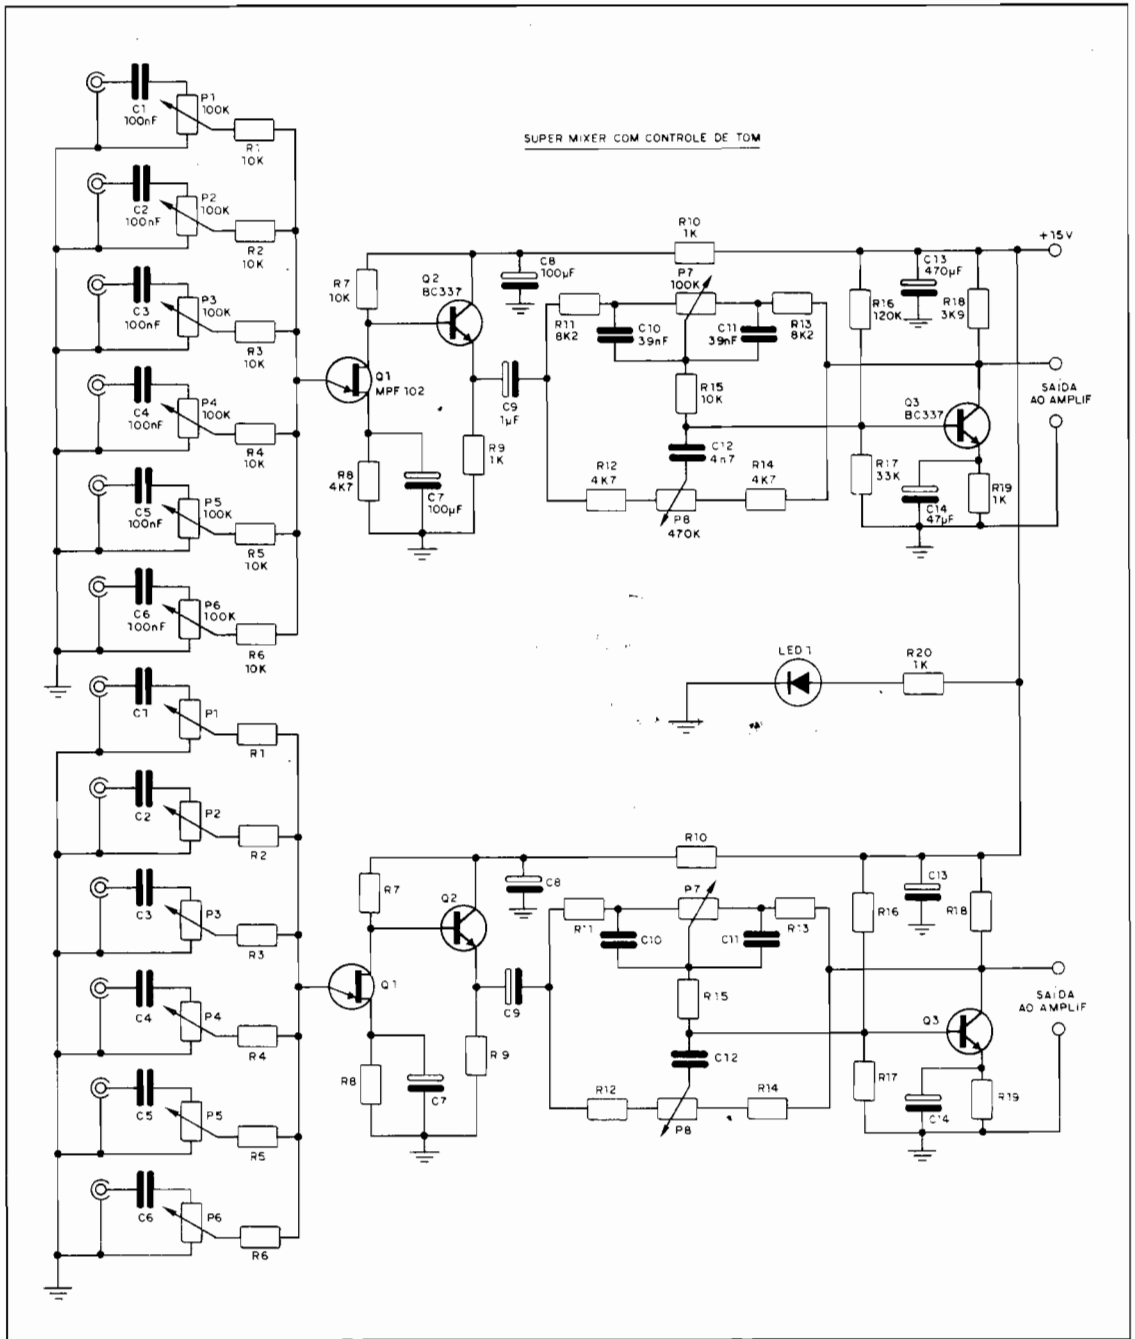 SUPER MIXER COM CONTROLE DE TOM
C1
100nF
P1
100K
R1
10K
C2
100nF
P2
100K
R2
10K
C3
100nF
P3
100K
R3
10K
C4
100nF
P4
100K
R4
10K
C5
100nF
P5
100K
R5
10K
C6
100nF
P6
100K
R6
10K
R7
10K
Q2
BC337
C8
100µF
R10
1K
P7
100K
R11
8K2
C10
39nF
C11
39nF
R13
8K2
R16
120K
C13
470µF
R18
3K9
+15V
Q1
MPF 102
C9
1µF
R15
10K
Q3
BC337
SAÍDA
AO AMPLIF
R8
4K7
C7
100µF
R9
1K
R12
4K7
C12
4n7
R14
4K7
P8
470K
R17
33K
C14
47µF
R19
1K
LED 1
R20
1K
C1
P1
R1
C2
P2
R2
C3
P3
R3
C4
P4
R4
C5
P5
R5
C6
P6
R6
R7
Q2
C8
R10
P7
R11
C10
C11
R13
R16
C13
R18
Q1
C9
R15
Q3
SAÍDA
AO AMPLIF
R8
C7
R9
R12
C12
R14
P8
R17
C14
R19